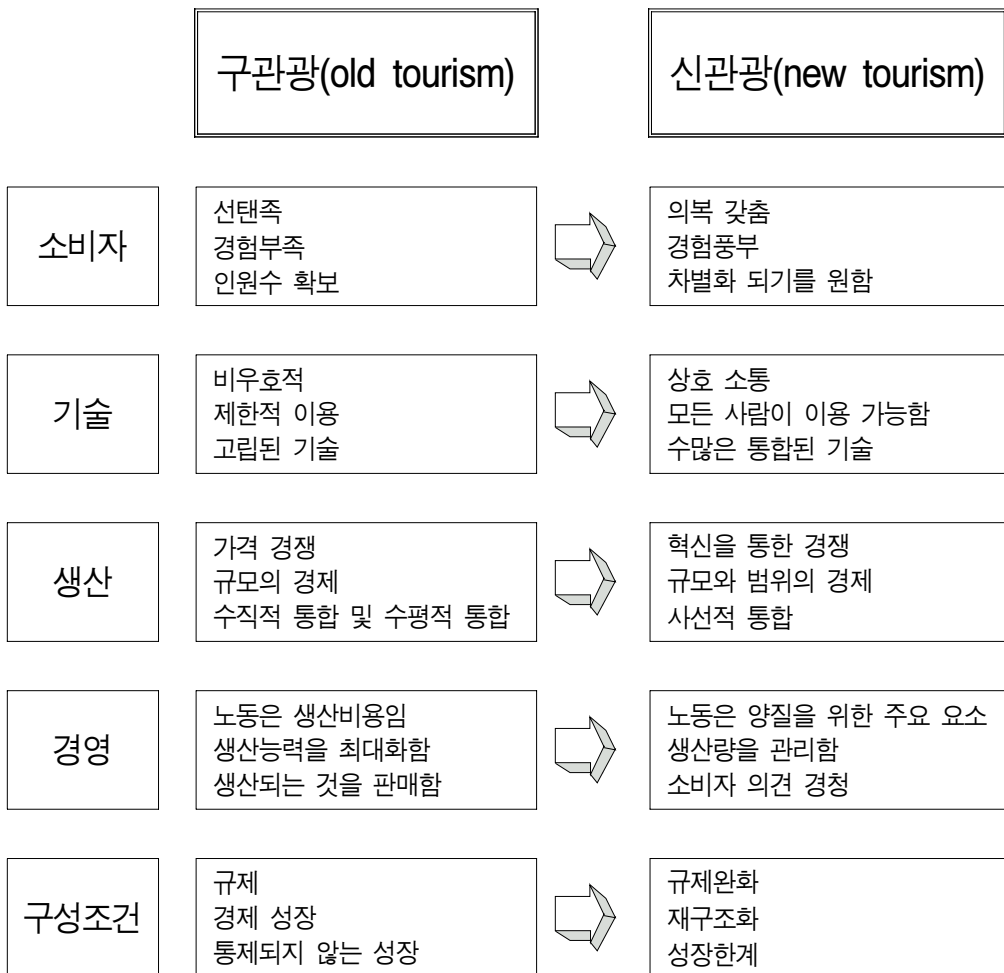 구관광(old tourism)
신관광(new tourism)
소비자
선탠족
경험부족
인원수 확보
의복 갖춤
경험풍부
차별화 되기를 원함
기술
비우호적
제한적 이용
고립된 기술
상호 소통
모든 사람이 이용 가능함
수많은 통합된 기술
생산
가격 경쟁
규모의 경제
수직적 통합 및 수평적 통합
혁신을 통한 경쟁
규모와 범위의 경제
사선적 통합
경영
노동은 생산비용임
생산능력을 최대화함
생산되는 것을 판매함
노동은 양질을 위한 주요 요소
생산량을 관리함
소비자 의견 경청
구성조건
규제
경제 성장
통제되지 않는 성장
규제완화
재구조화
성장한계